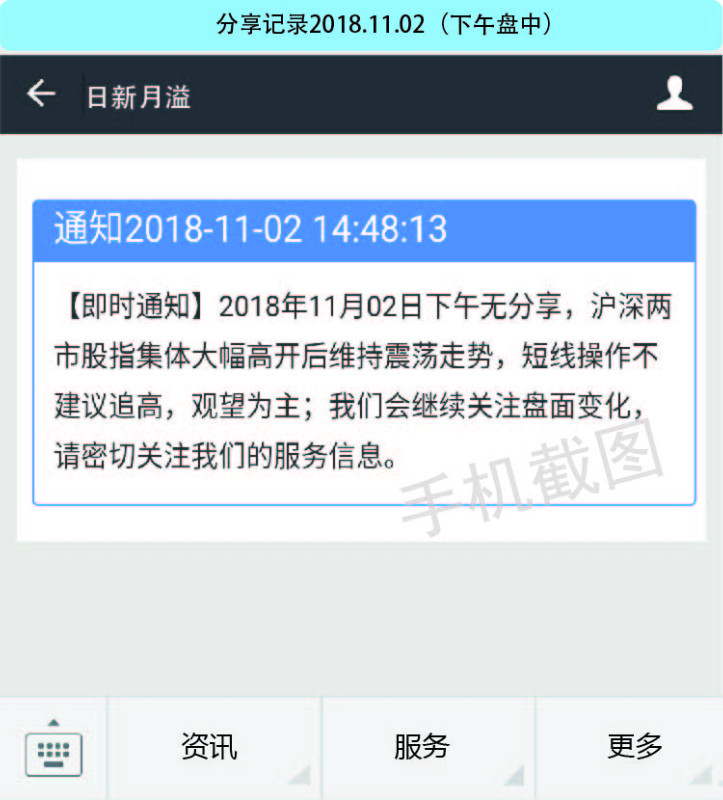 分享记录2018.11.02（下午盘中）
日新月溢
通知2018-11-02 14:48:13
【即时通知】2018年11月02日下午无分享，沪深两
市股指集体大幅高开后维持震荡走势，短线操作不
建议追高，观望为主；我们会继续关注盘面变化，
请密切关注我们的服务信息。
手机截图
资讯
服务
更多